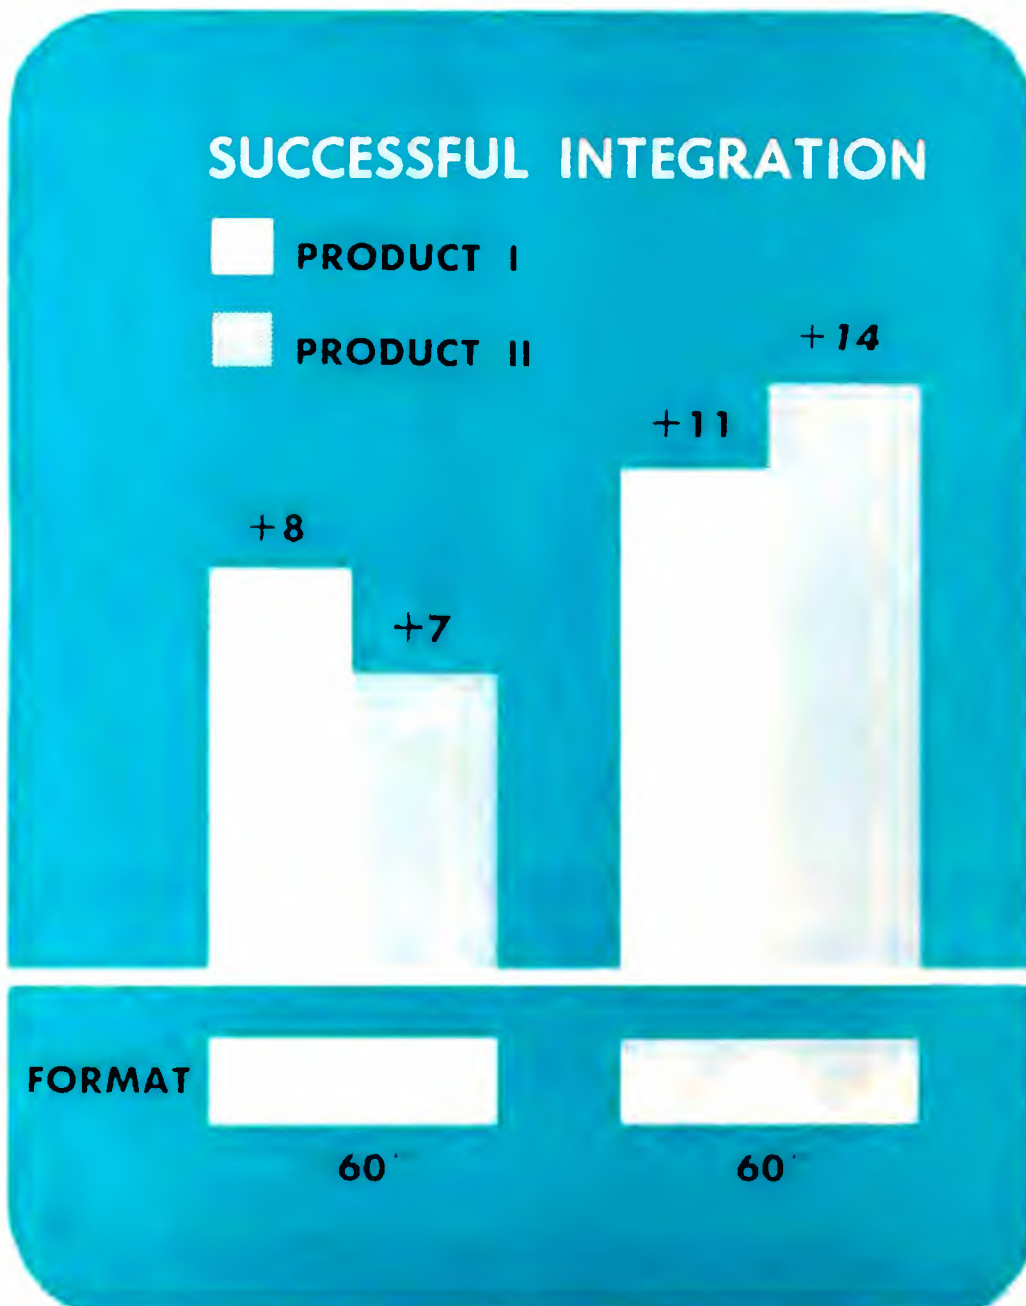 SUCCESSFUL INTEGRATION
PRODUCT I
PRODUCT II
+14
+11
+8
+7
FORMAT
60 60